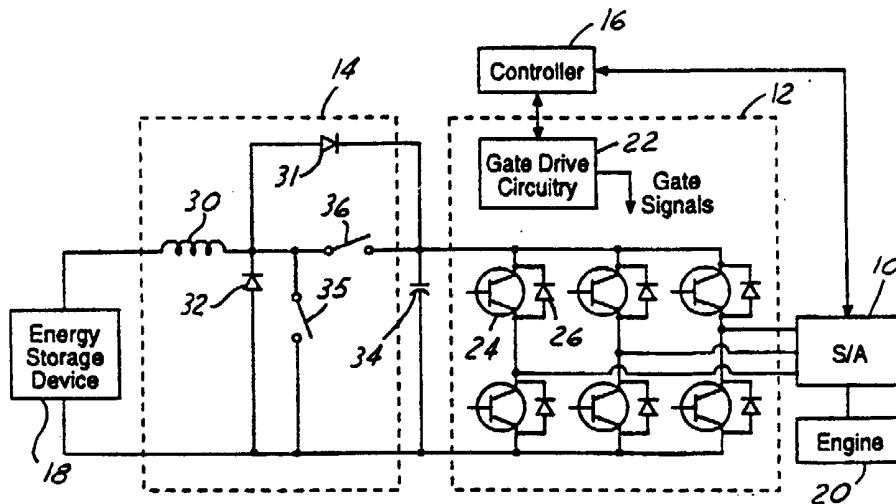 16
Controller
14
12
22
31
Gate Drive
Circuitry
Gate
Signals
30
36
10
32
35
34
24
26
S/A
Energy
Storage
Device
18
Engine
20